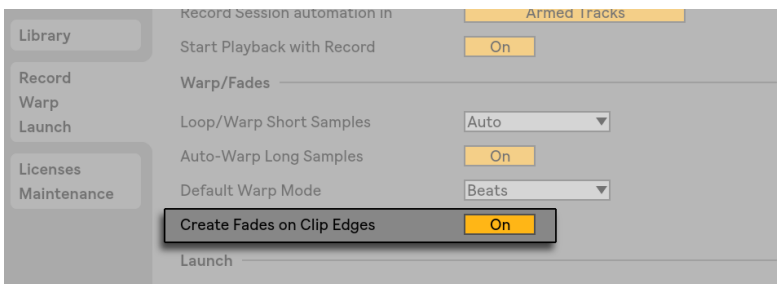 Library
Record
Warp
Launch
Licenses
Maintenance
Record Session automation in Armed Tracks
Start Playback with Record On
Warp/Fades
Loop/Warp Short Samples Auto
Auto-Warp Long Samples On
Default Warp Mode Beats
Create Fades on Clip Edges On
Launch